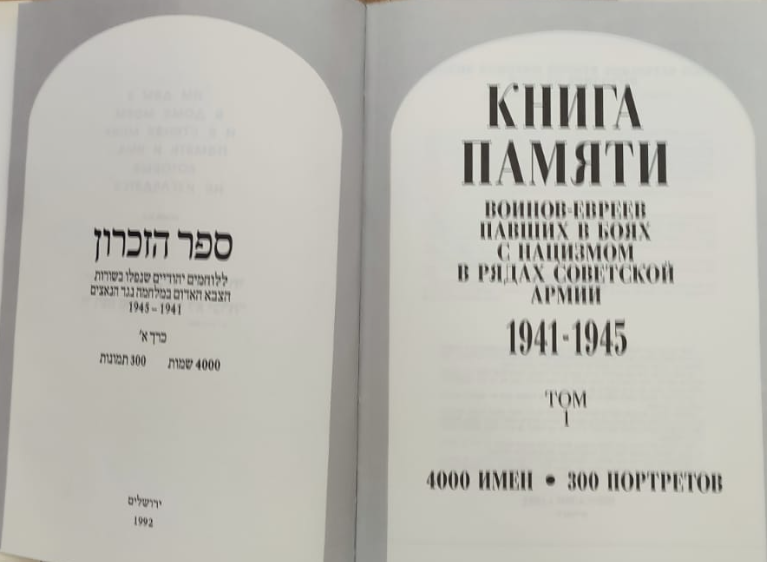 ספר הזכרון
ללוחמים יהודיים שנפלו בשורות
הצבא האדום במלחמה נגד הנאצים
1941 – 1945
כרך א'
4000 שמות 300 תמונות
ירושלים
1992
КНИГА
ПАМЯТИ
ВОИНОВ-ЕВРЕЕВ
ПАВШИХ В БОЯХ
С НАЦИЗМОМ
В РЯДАХ СОВЕТСКОЙ
АРМИИ
1941-1945
ТОМ
I
4000 ИМЕН • 300 ПОРТРЕТОВ